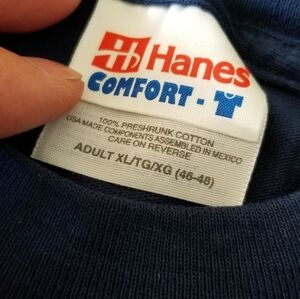 Hanes
COMFORT-
100% PRESHRUNK COTTON
USA MADE COMPONENTS ASSEMBLED IN MEXICO
CARE ON REVERSE
ADULT XL/TG/XG (46-48)